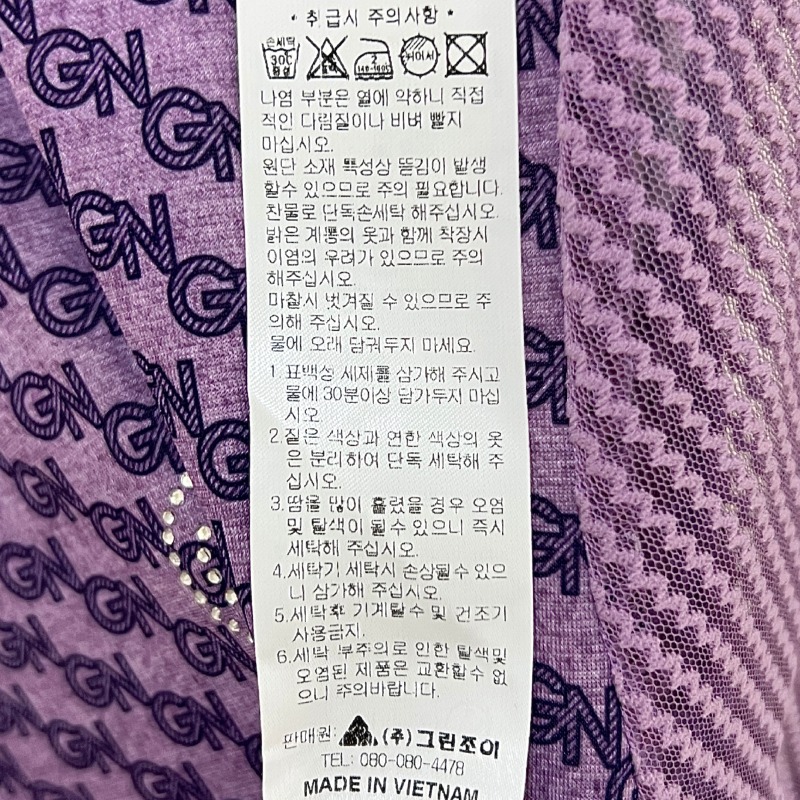 · 취급시 주의사항 ·
손세탁
30C
중성
2
140-160C
드라이
나염 부분은 열에 약하니 직접
적인 다림질이나 비벼 빨지
마십시오.
원단 소재 특성상 뜯김이 발생
할수 있으므로 주의 필요합니다.
찬물로 단독손세탁 해주십시오.
밝은 계통의 옷과 함께 착장시
이염의 우려가 있으므로 주의
해주십시오.
마찰시 벗겨질 수 있으므로 주
의해 주십시오.
물에 오래 담궈두지 마세요.
1 표백성 세제를 삼가해 주시고
물에 30분이상 담가두지 마십
시오
2.짙은 색상과 연한 색상의 옷
은 분리하여 단독 세탁해 주
십시오.
3.땀을 많이 흘렸을 경우 오염
및 탈색이 될수 있으니 즉시
세탁해 주십시오.
4.세탁기 세탁시 손상될수 있으
니 삼가해 주십시오.
5.세탁후 기계탈수 및 건조기
사용금지.
6.세탁 부주의로 인한 탈색및
오염된 제품은 교환할수 없
으니 주의바랍니다.
판매원: (주)그린조이
TEL: 080-080-4478
MADE IN VIETNAM